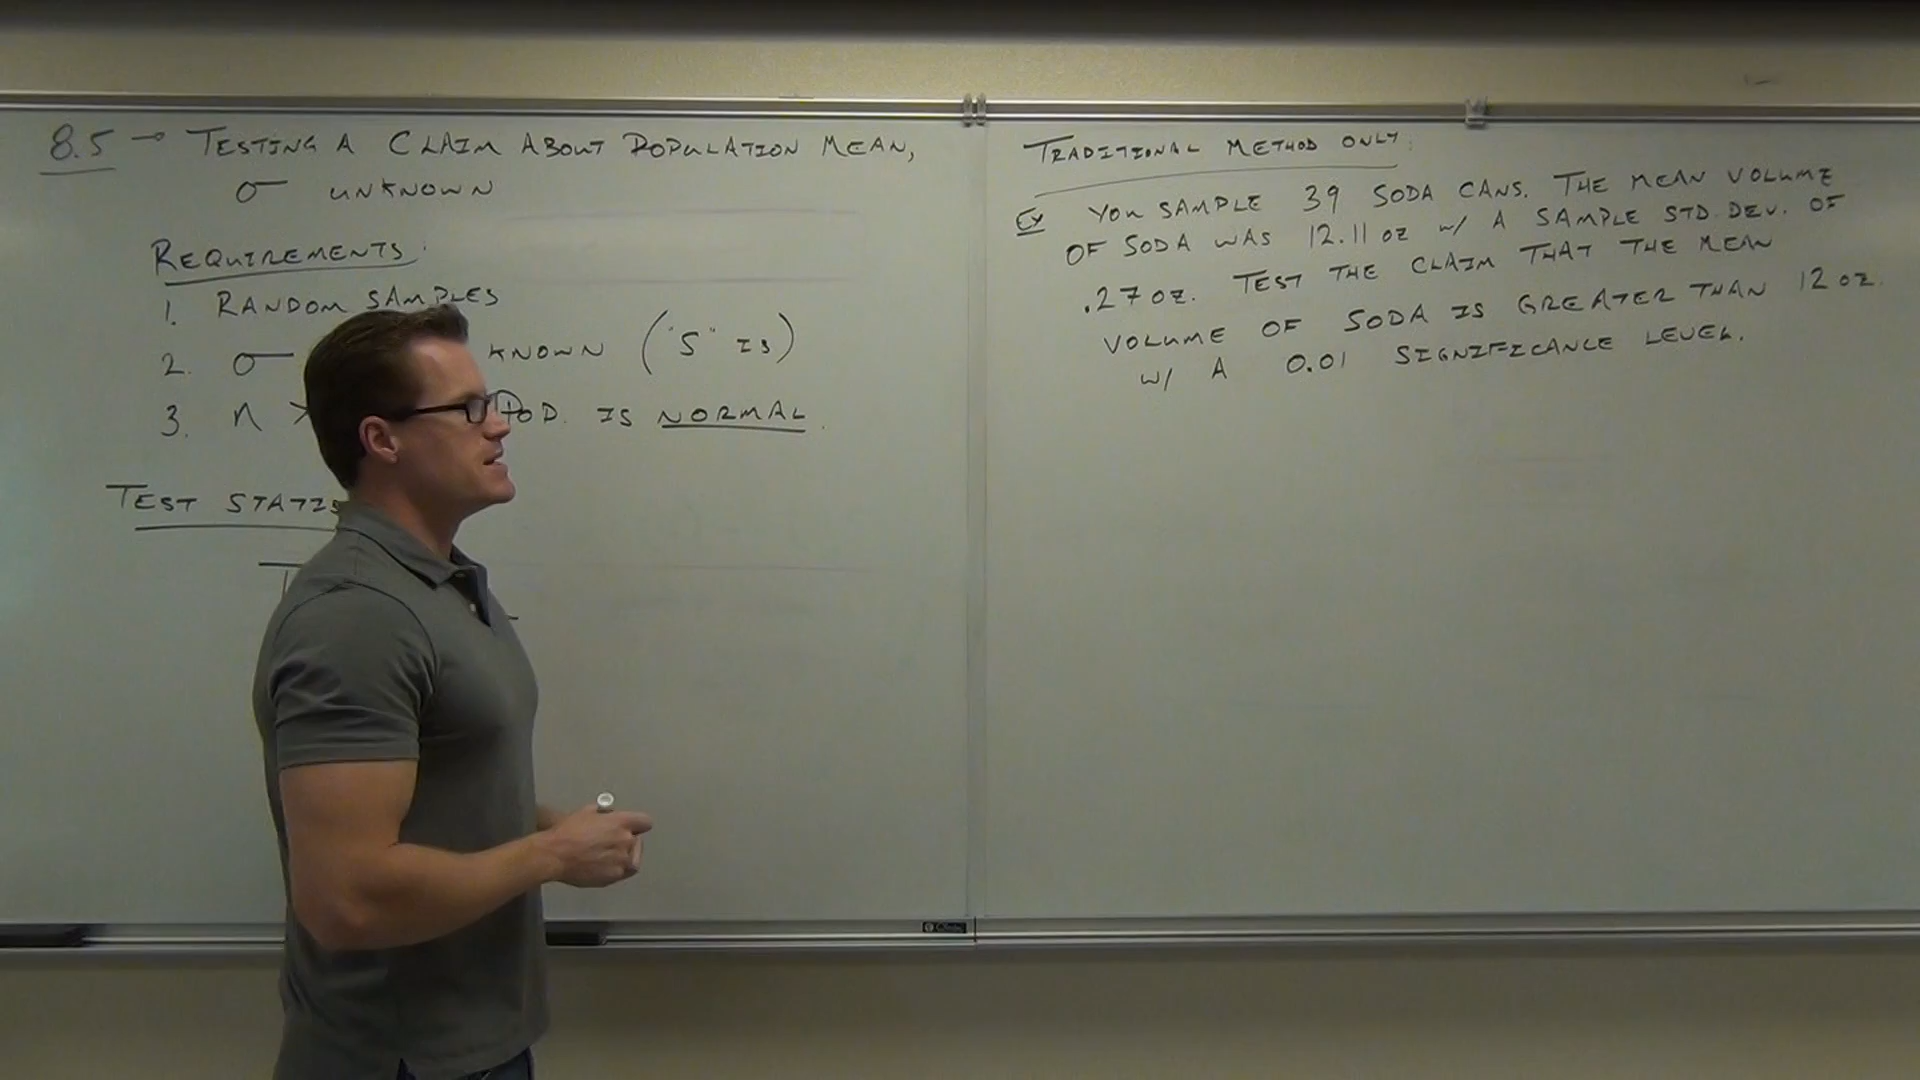 8.5 → TESTING A CLAIM ABOUT POPULATION MEAN,
σ UNKNOWN
REQUIREMENTS:
1. RANDOM SAMPLES
2. σ KNOWN ("S" IS)
3. n > POP. IS NORMAL.
TEST STATIS
TRADITIONAL METHOD ONLY:
EX YOU SAMPLE 39 SODA CANS. THE MEAN VOLUME
OF SODA WAS 12.11 OZ W/ A SAMPLE STD. DEV. OF
.27 OZ. TEST THE CLAIM THAT THE MEAN
VOLUME OF SODA IS GREATER THAN 12 OZ.
W/ A 0.01 SIGNIFICANCE LEVEL.